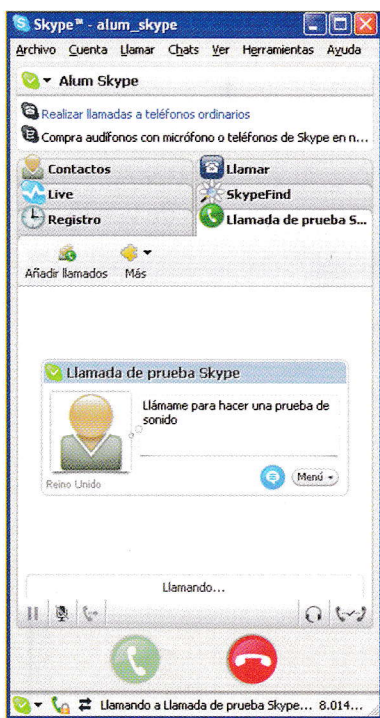 Skype™ - alum_skype
Archivo Cuenta Llamar Chats Ver Herramientas Ayuda
Alum Skype
Realizar llamadas a teléfonos ordinarios
Compra audífonos con micrófono o teléfonos de Skype en n...
Contactos Llamar
Live SkypeFind
Registro Llamada de prueba S...
Añadir llamados Más
Llamada de prueba Skype
Llámame para hacer una prueba de
sonido
Reino Unido
Menú
Llamando...
Llamando a Llamada de prueba Skype... 8.014...